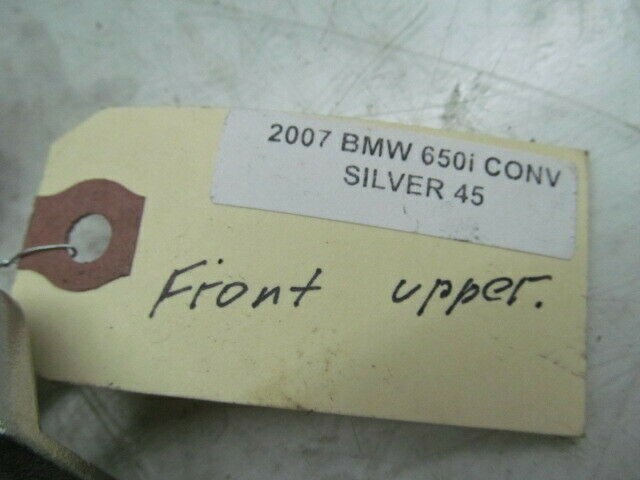 2007 BMW 650i CONV
SILVER 45
Front upper.